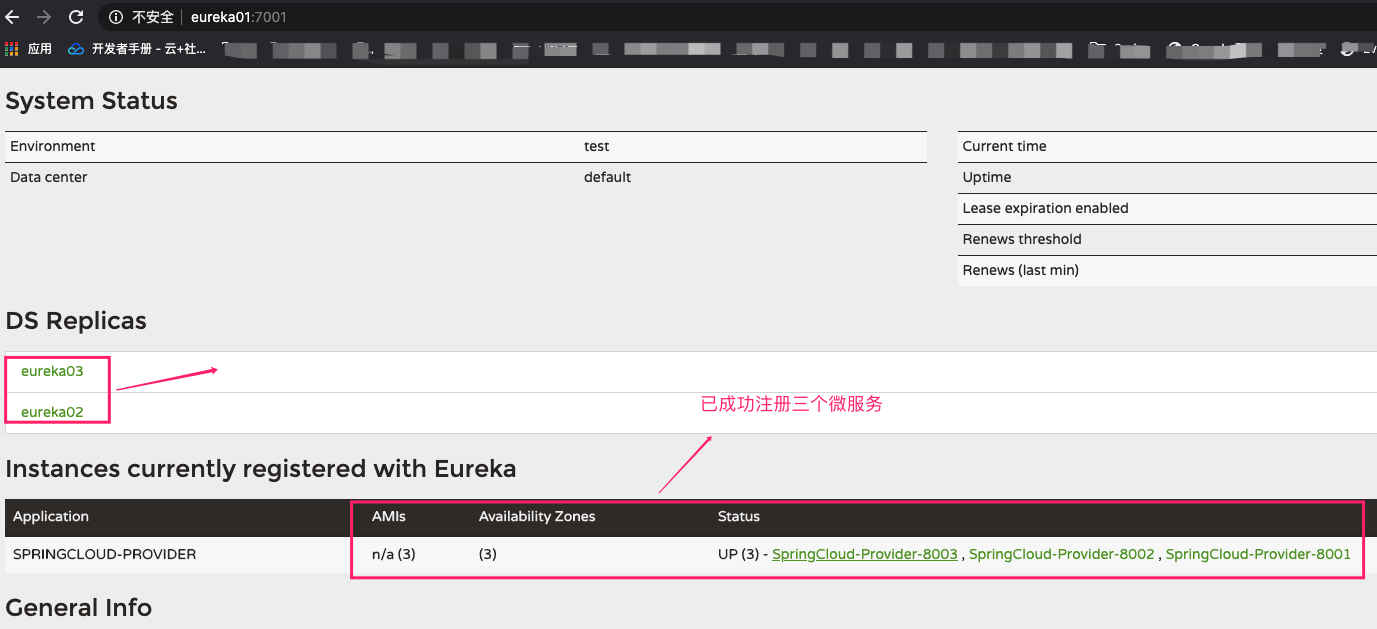 不安全 eureka01:7001
应用 开发者手册 - 云+社...
System Status
Environment test
Data center default
Current time
Uptime
Lease expiration enabled
Renews threshold
Renews (last min)
DS Replicas
eureka03
eureka02
已成功注册三个微服务
Instances currently registered with Eureka
Application AMIs Availability Zones Status
SPRINGCLOUD-PROVIDER n/a (3) (3) UP (3) - SpringCloud-Provider-8003 , SpringCloud-Provider-8002 , SpringCloud-Provider-8001
General Info